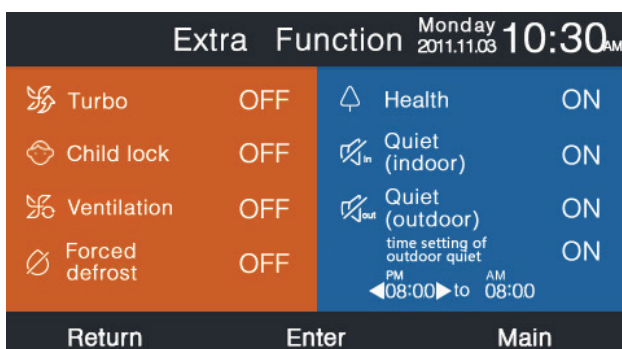 Extra Function Monday
2011.11.03 10:30AM
Turbo OFF
Child lock OFF
Ventilation OFF
Forced
defrost OFF
Health ON
In Quiet
(indoor) ON
out Quiet
(outdoor) ON
time setting of
outdoor quiet ON
PM AM
08:00 to 08:00
Return Enter Main